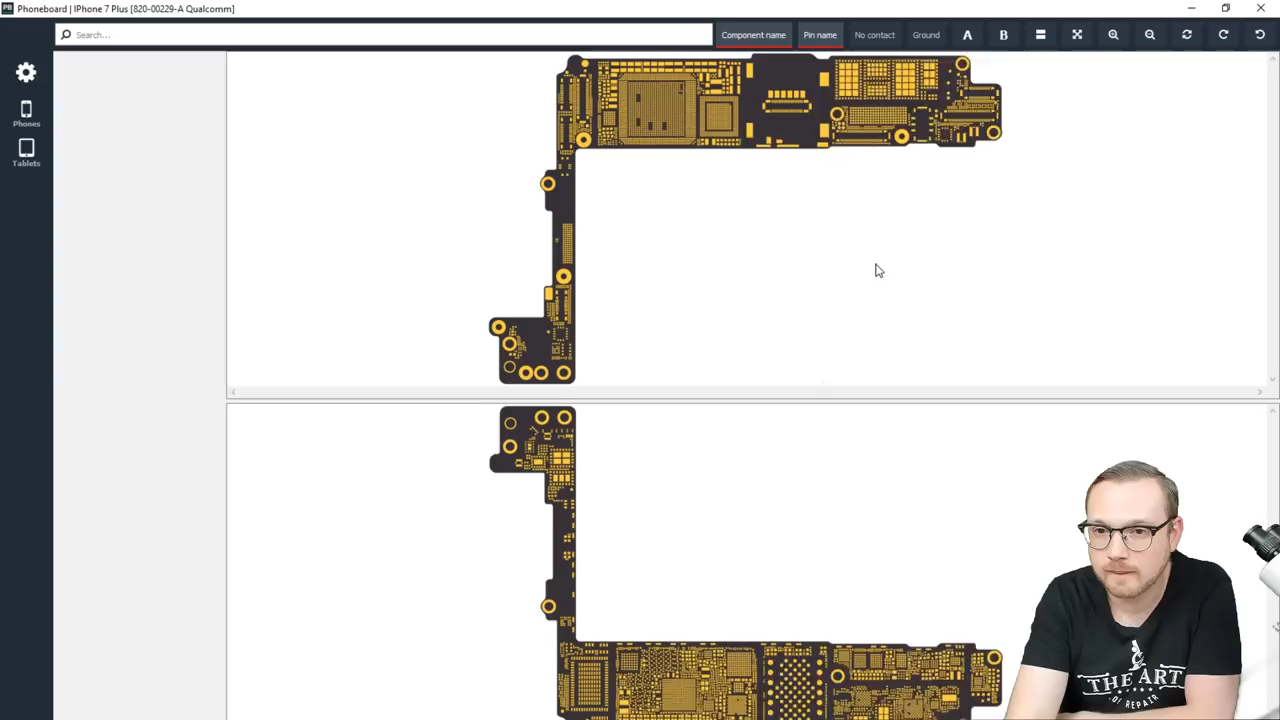 PB Phoneboard | IPhone 7 Plus [820-00229-A Qualcomm]
Search...
Component name
Pin name
No contact
Ground
A
B
Phones
Tablets
THE ART
OF REPAIR